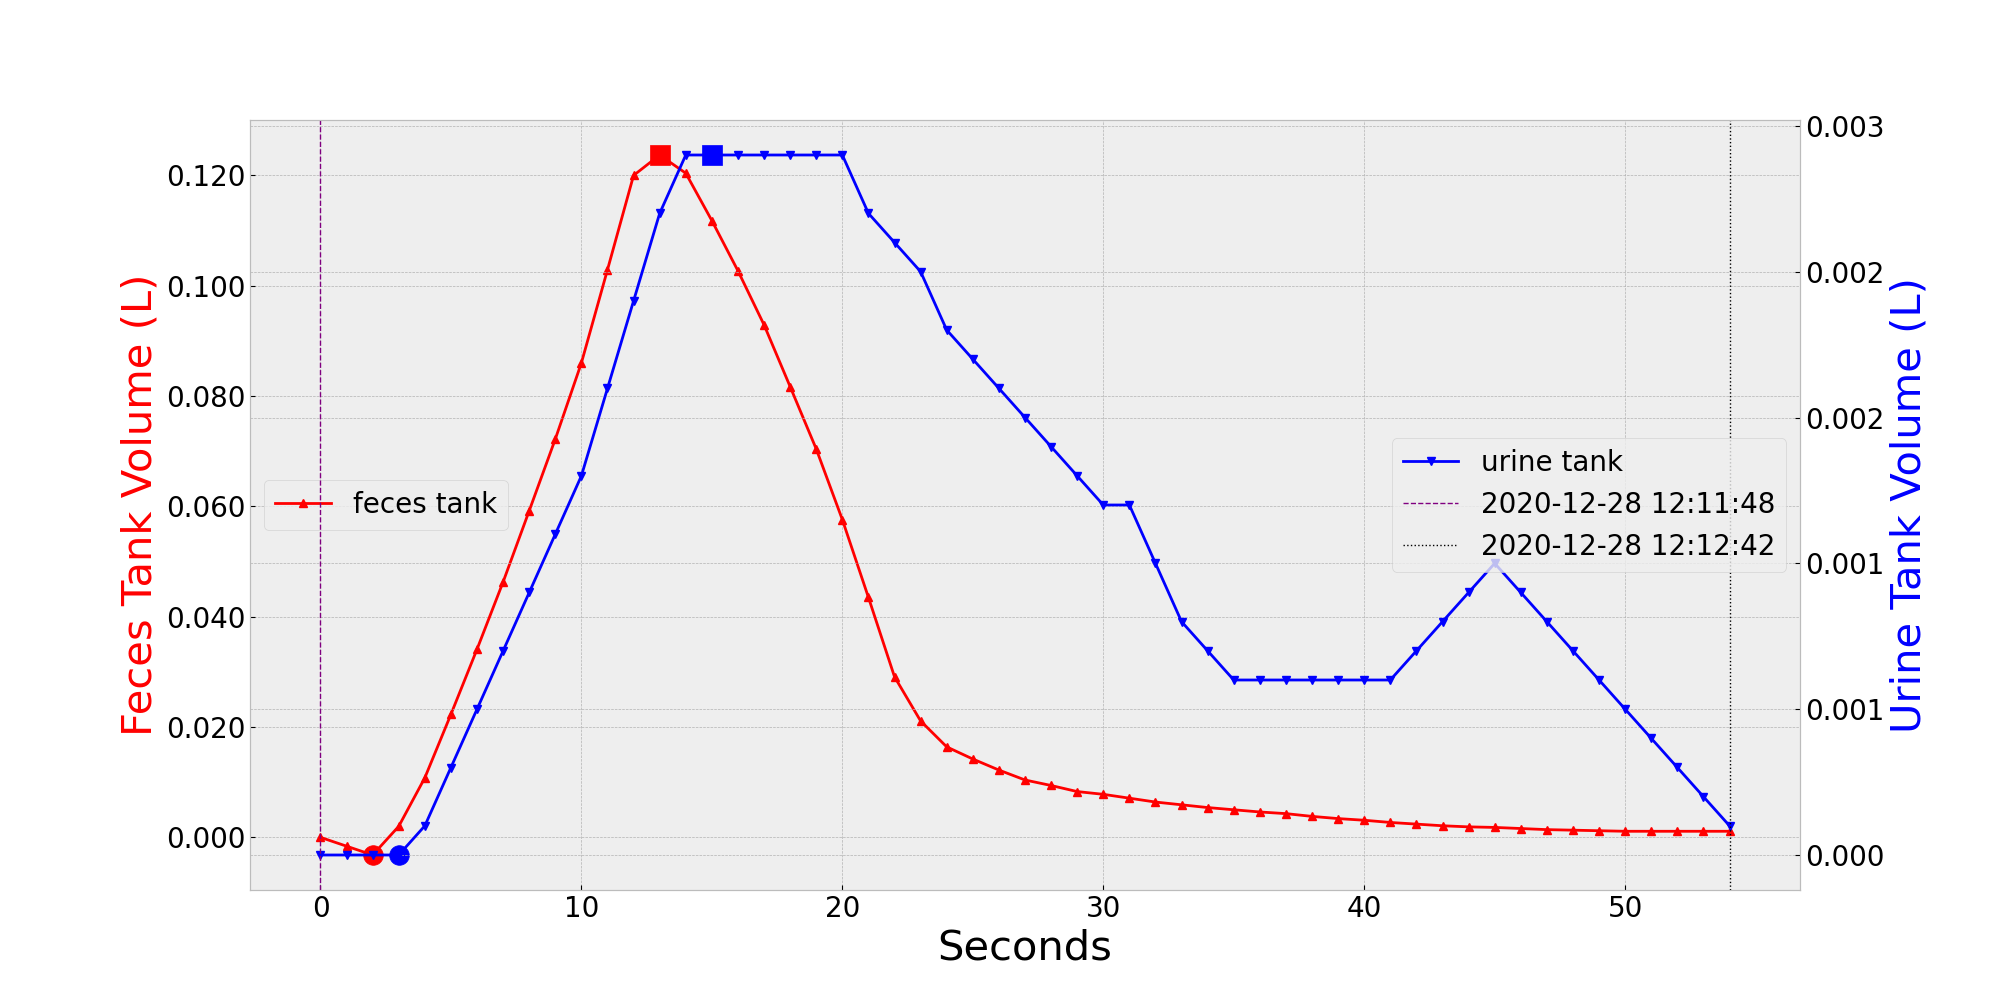 Feces Tank Volume (L)
0.120
0.100
0.080
0.060
0.040
0.020
0.000
feces tank
0.003
0.002
0.002
0.001
0.001
0.000
Urine Tank Volume (L)
urine tank
2020-12-28 12:11:48
2020-12-28 12:12:42
0 10 20 30 40 50
Seconds